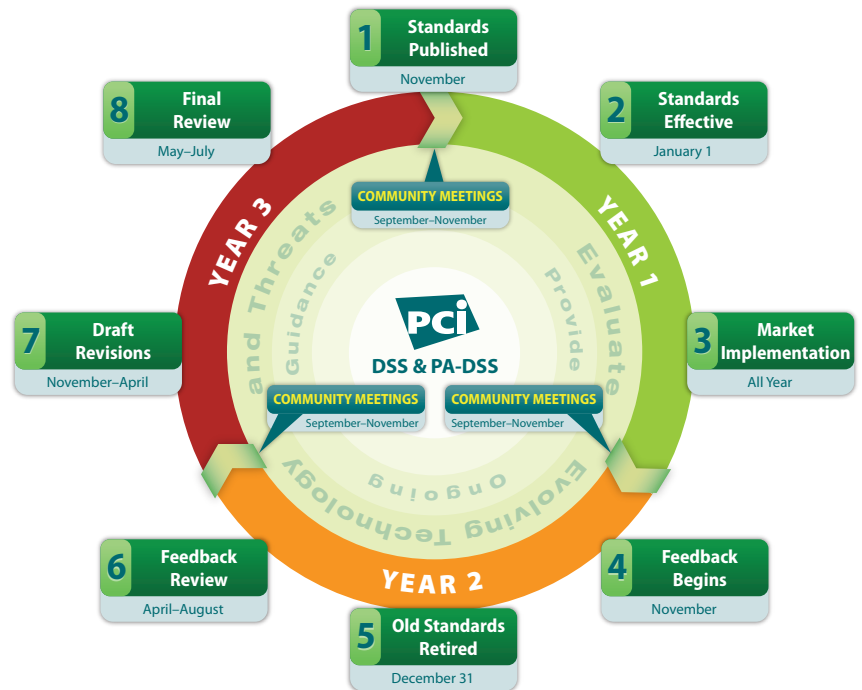 1
Standards
Published
November
2
Standards
Effective
January 1
3
Market
Implementation
All Year
4
Feedback
Begins
November
5
Old Standards
Retired
December 31
6
Feedback
Review
April–August
7
Draft
Revisions
November–April
8
Final
Review
May–July
YEAR 1
YEAR 2
YEAR 3
COMMUNITY MEETINGS
September–November
COMMUNITY MEETINGS
September–November
COMMUNITY MEETINGS
September–November
Evaluate
Evolving Technology
and Threats
Provide
Ongoing
Guidance
PCi
DSS & PA-DSS